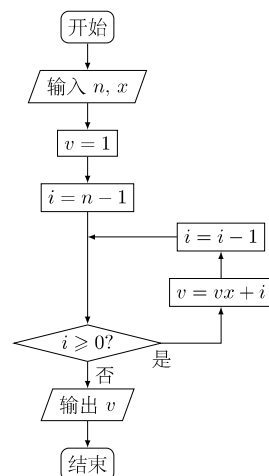 开始
输入 n, x
v = 1
i = n − 1
i = i − 1
v = vx + i
i ⩾ 0?
是
否
输出 v
结束